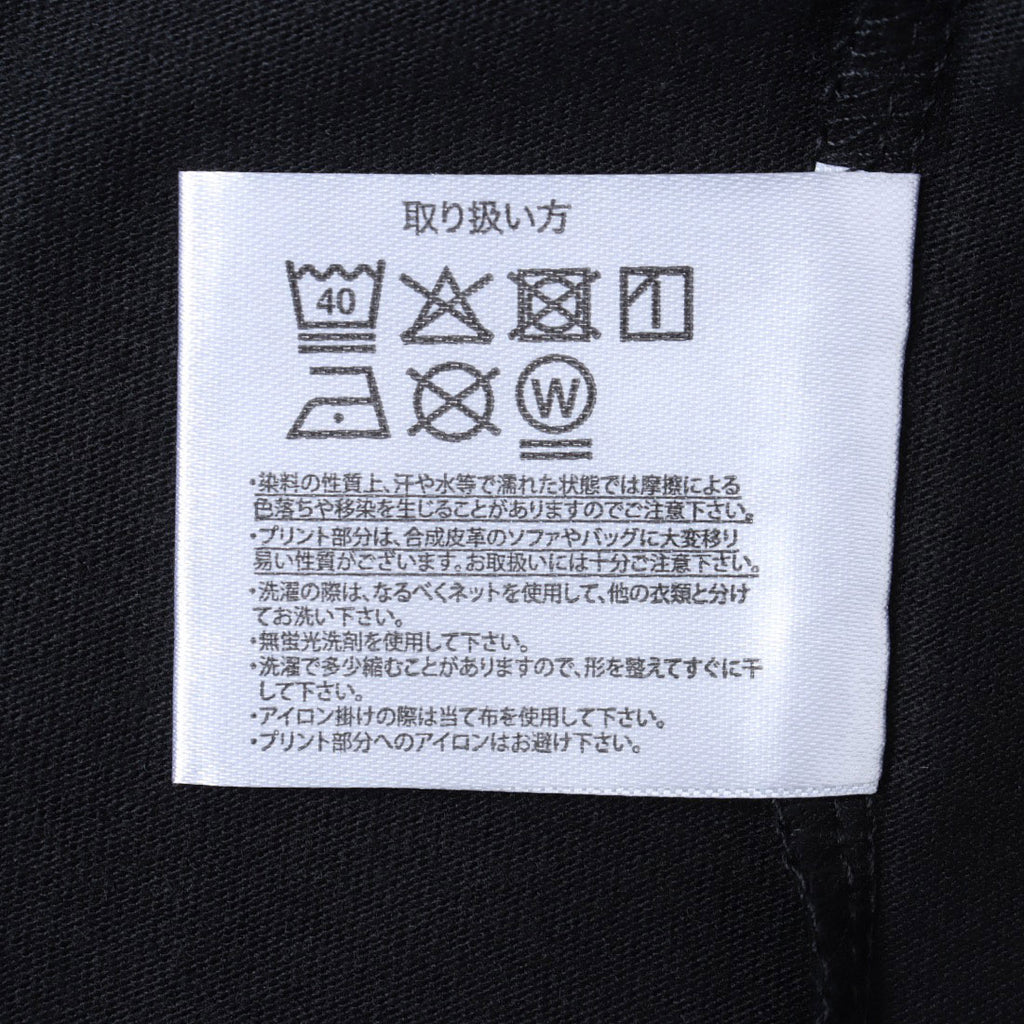 取り扱い方
40
W
・染料の性質上、汗や水等で濡れた状態では摩擦による
色落ちや移染を生じることがありますのでご注意下さい。
・プリント部分は、合成皮革のソファやバッグに大変移り
易い性質がございます。お取扱いには十分ご注意下さい。
・洗濯の際は、なるべくネットを使用して、他の衣類と分け
てお洗い下さい。
・無蛍光洗剤を使用して下さい。
・洗濯で多少縮むことがありますので、形を整えてすぐに干
して下さい。
・アイロン掛けの際は当て布を使用して下さい。
・プリント部分へのアイロンはお避け下さい。